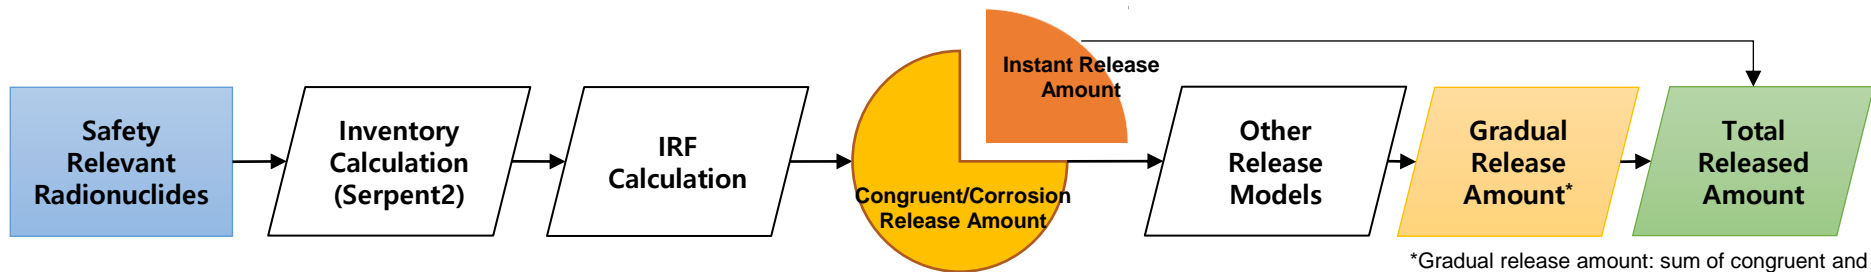 Safety
Relevant
Radionuclides
Inventory
Calculation
(Serpent2)
IRF
Calculation
Instant Release
Amount
Congruent/Corrosion
Release Amount
Other
Release
Models
Gradual
Release
Amount*
Total
Released
Amount
*Gradual release amount: sum of congruent and